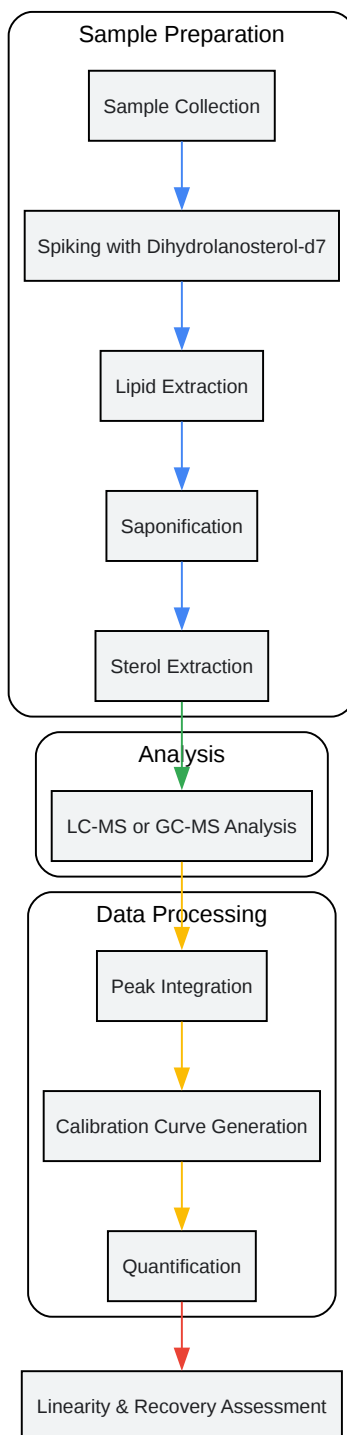 Sample Preparation
Sample Collection
Spiking with Dihydrolanosterol-d7
Lipid Extraction
Saponification
Sterol Extraction
Analysis
LC-MS or GC-MS Analysis
Data Processing
Peak Integration
Calibration Curve Generation
Quantification
Linearity & Recovery Assessment